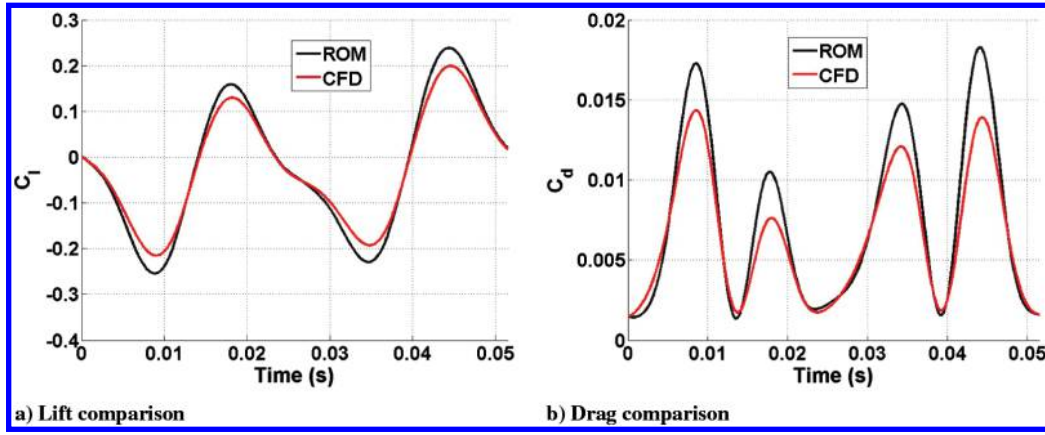 0.3
0.2
0.1
0
-0.1
-0.2
-0.3
-0.4
C_l
ROM
CFD
0 0.01 0.02 0.03 0.04 0.05
Time (s)
a) Lift comparison
0.02
0.015
0.01
0.005
0
C_d
ROM
CFD
0 0.01 0.02 0.03 0.04 0.05
Time (s)
b) Drag comparison